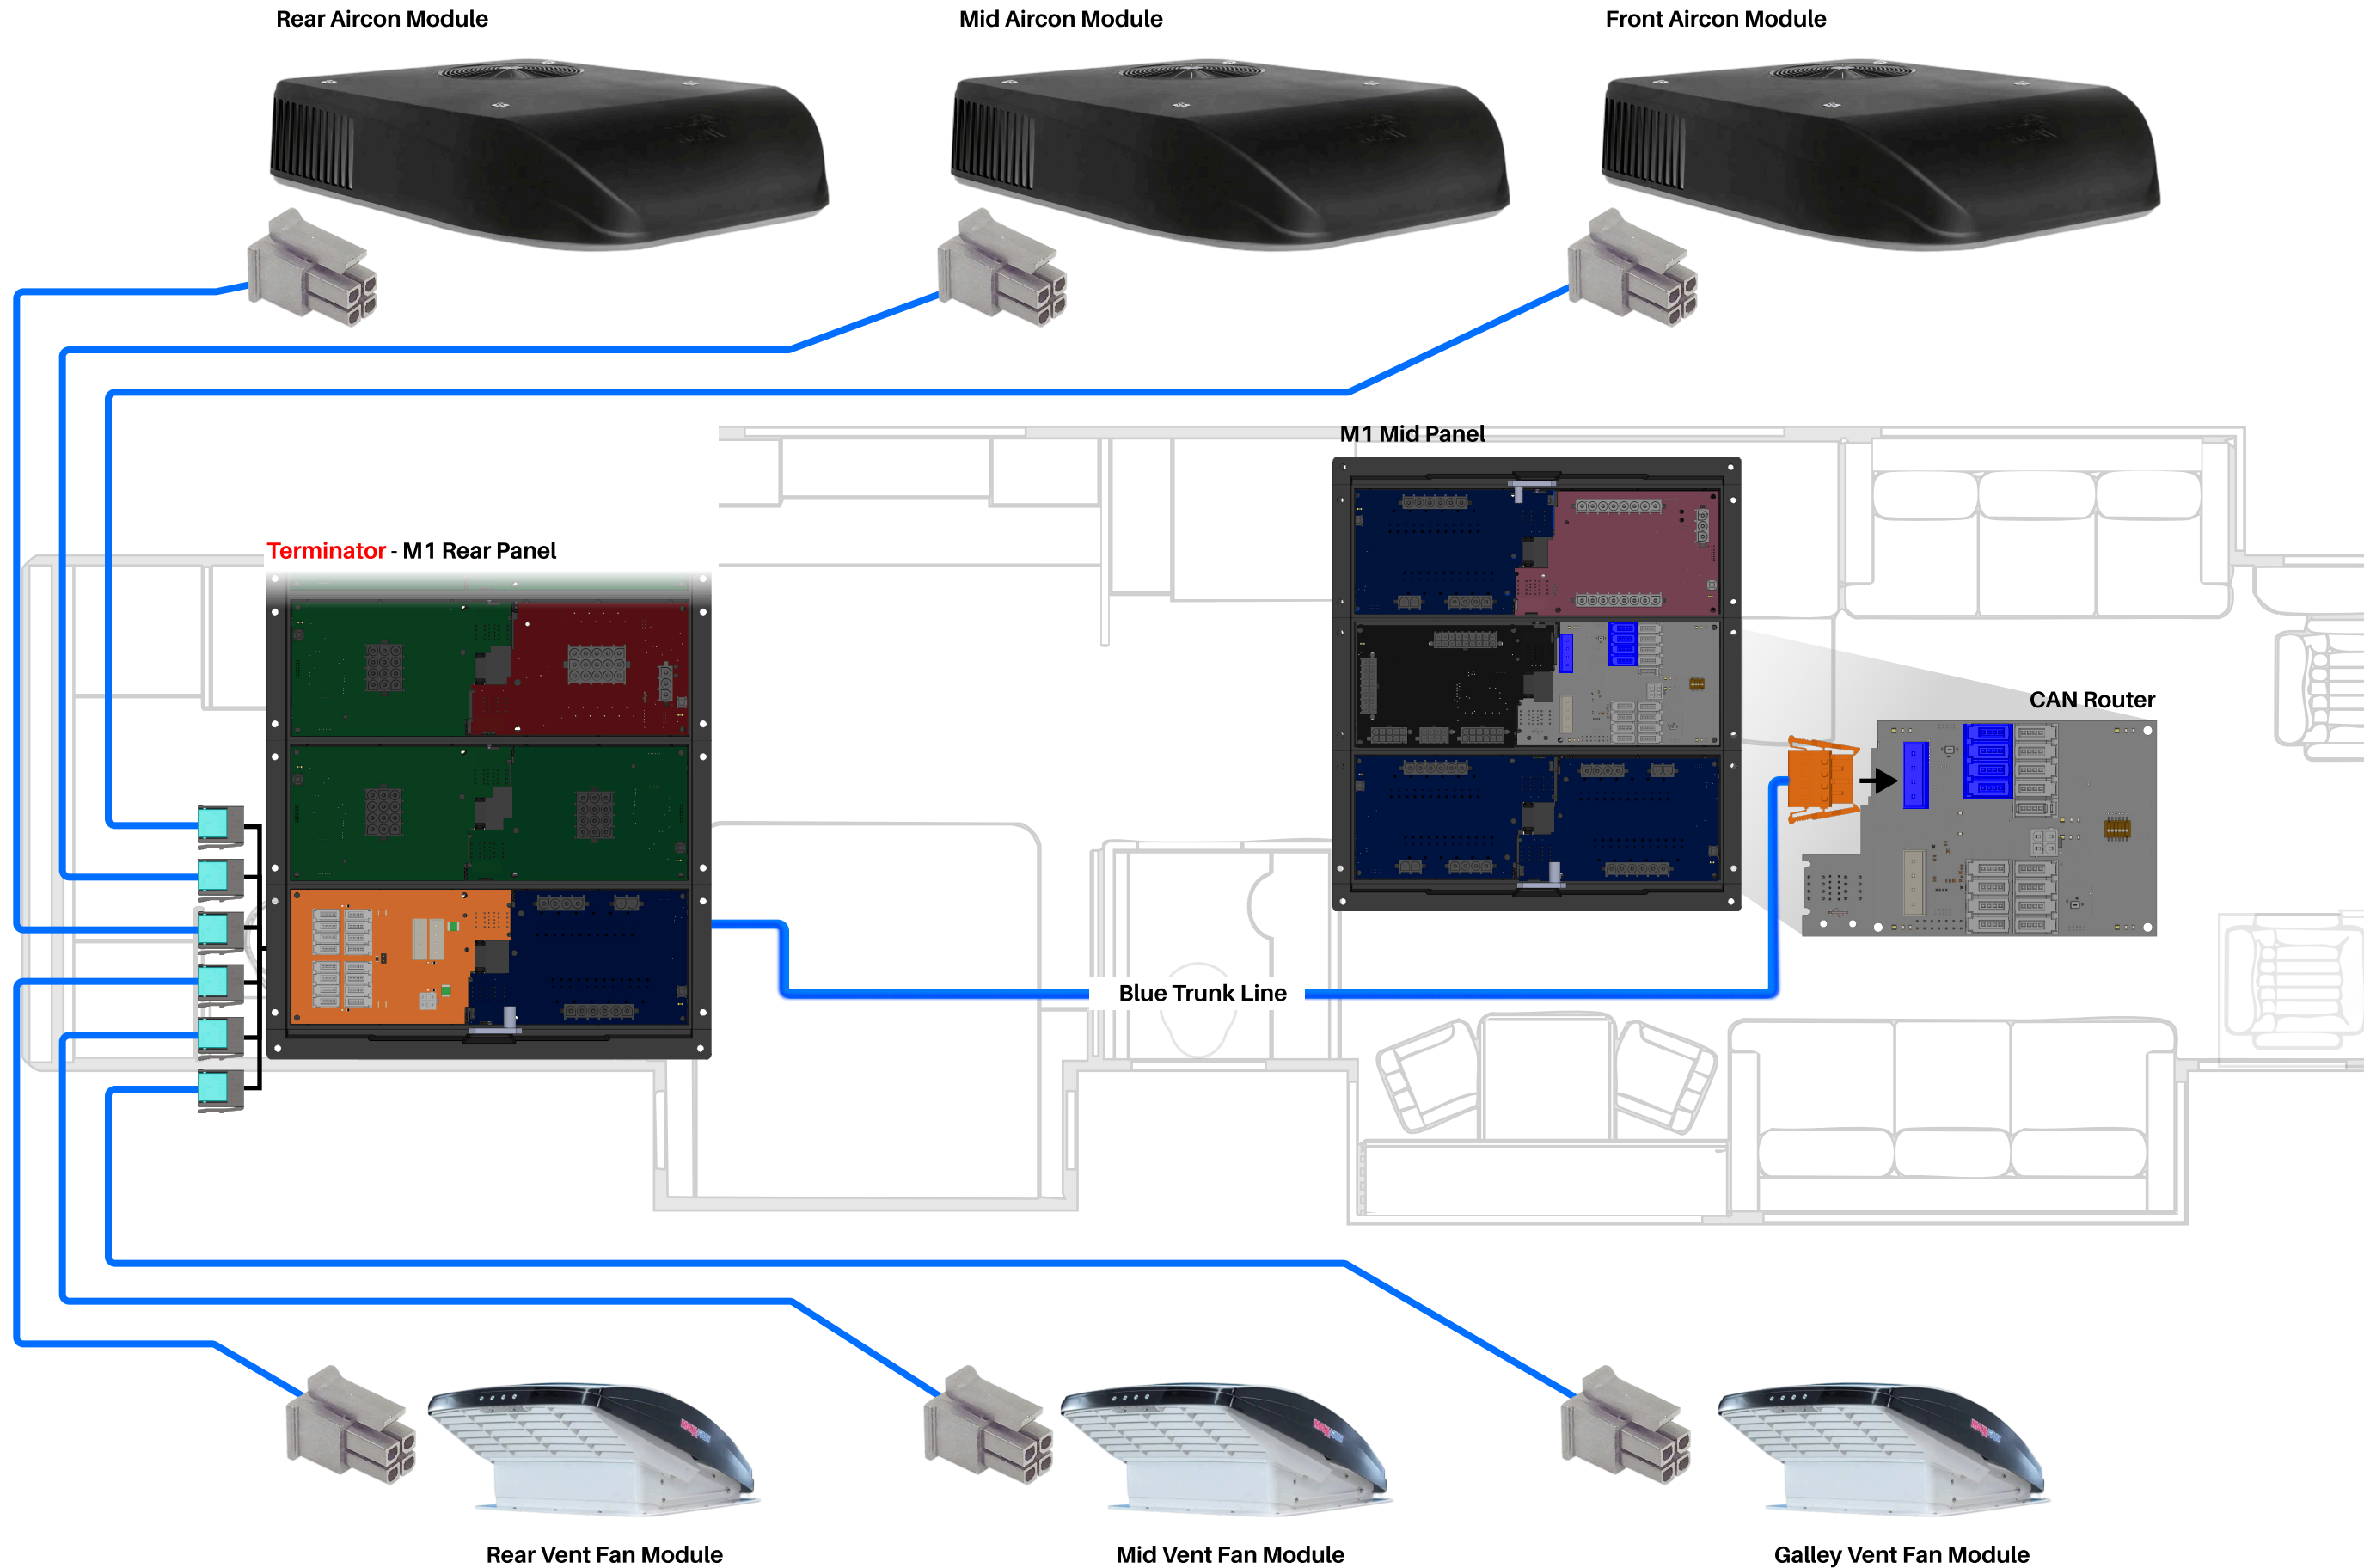 Rear Aircon Module
Mid Aircon Module
Front Aircon Module
M1 Mid Panel
Terminator - M1 Rear Panel
CAN Router
Blue Trunk Line
Rear Vent Fan Module
Mid Vent Fan Module
Galley Vent Fan Module